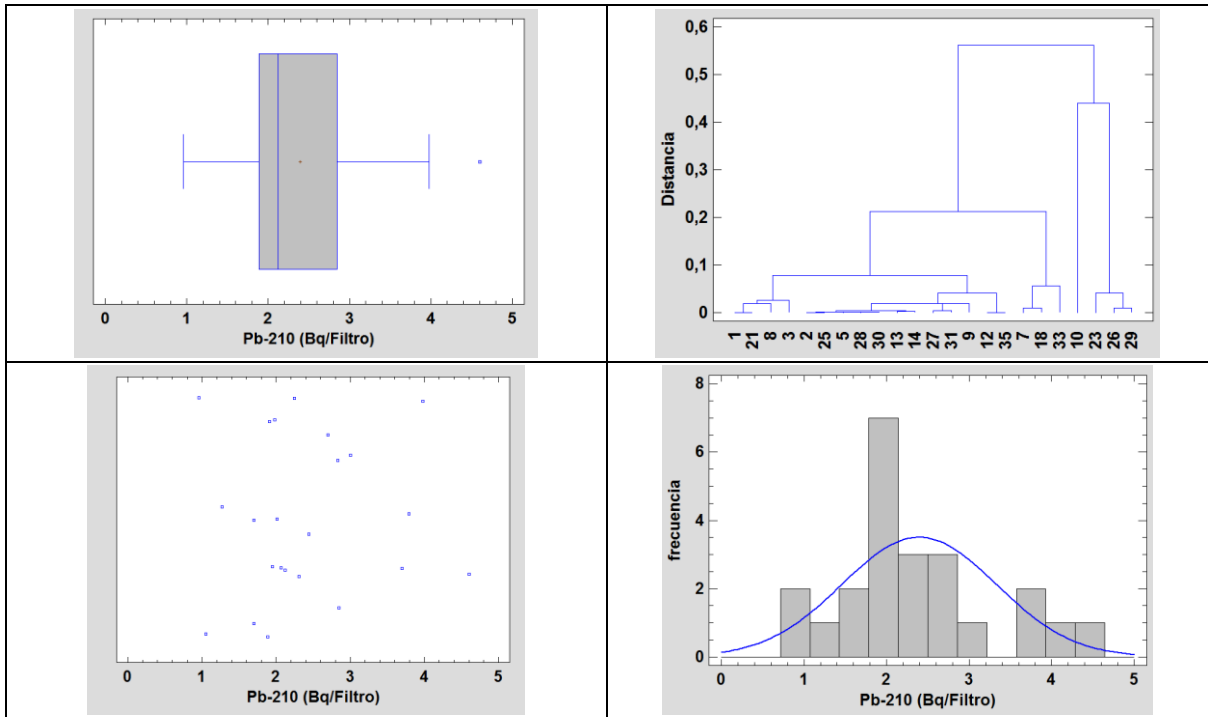 0 1 2 3 4 5
Pb-210 (Bq/Filtro)
Distancia
0,6
0,5
0,4
0,3
0,2
0,1
0
1 21 8 3 2 25 5 28 30 13 14 27 31 9 12 35 7 18 33 10 23 26 29
0 1 2 3 4 5
Pb-210 (Bq/Filtro)
frecuencia
8
6
4
2
0
0 1 2 3 4 5
Pb-210 (Bq/Filtro)